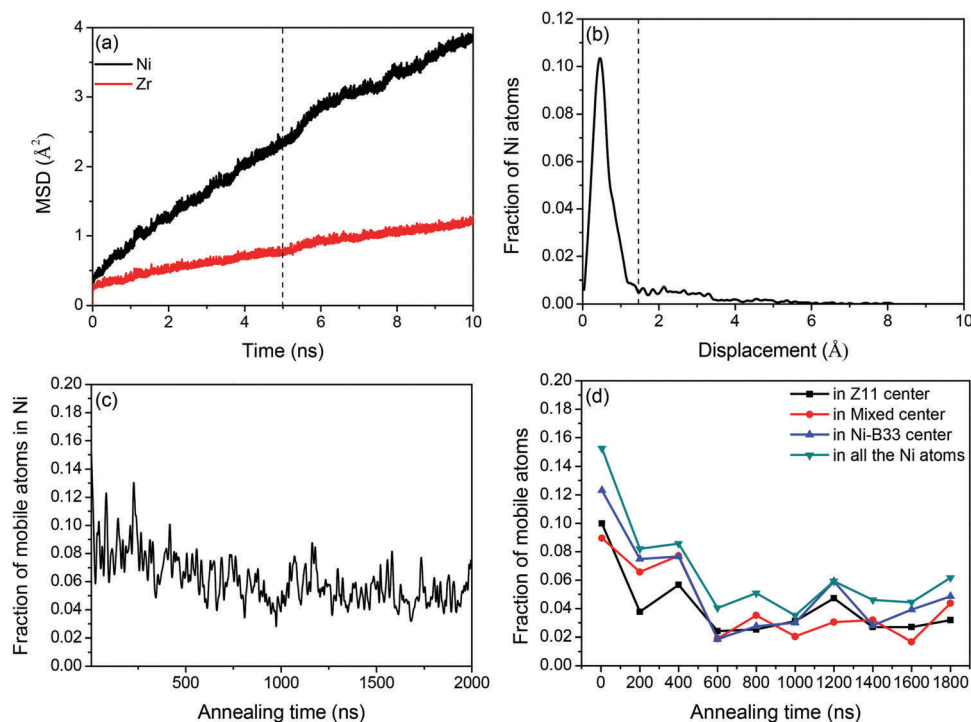 (a)
Ni
Zr
MSD (Å²)
4
3
2
1
0
0 2 4 6 8 10
Time (ns)
(b)
Fraction of Ni atoms
0.12
0.10
0.08
0.06
0.04
0.02
0.00
0 2 4 6 8 10
Displacement (Å)
(c)
Fraction of mobile atoms in Ni
0.20
0.18
0.16
0.14
0.12
0.10
0.08
0.06
0.04
0.02
0.00
500 1000 1500 2000
Annealing time (ns)
(d)
in Z11 center
in Mixed center
in Ni-B33 center
in all the Ni atoms
Fraction of mobile atoms
0.20
0.18
0.16
0.14
0.12
0.10
0.08
0.06
0.04
0.02
0.00
0 200 400 600 800 1000 1200 1400 1600 1800
Annealing time (ns)